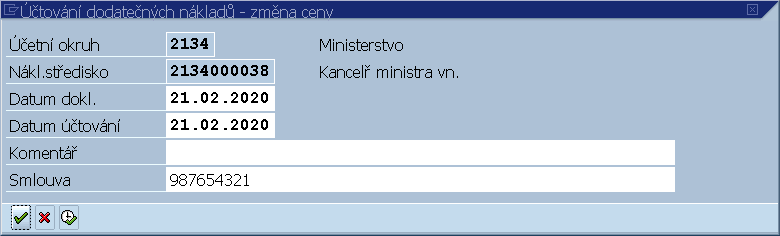 Účtování dodatečných nákladů - změna ceny
Účetní okruh 2134 Ministerstvo
Nákl.středisko 2134000038 Kancelř ministra vn.
Datum dokl. 21.02.2020
Datum účtování 21.02.2020
Komentář
Smlouva 987654321